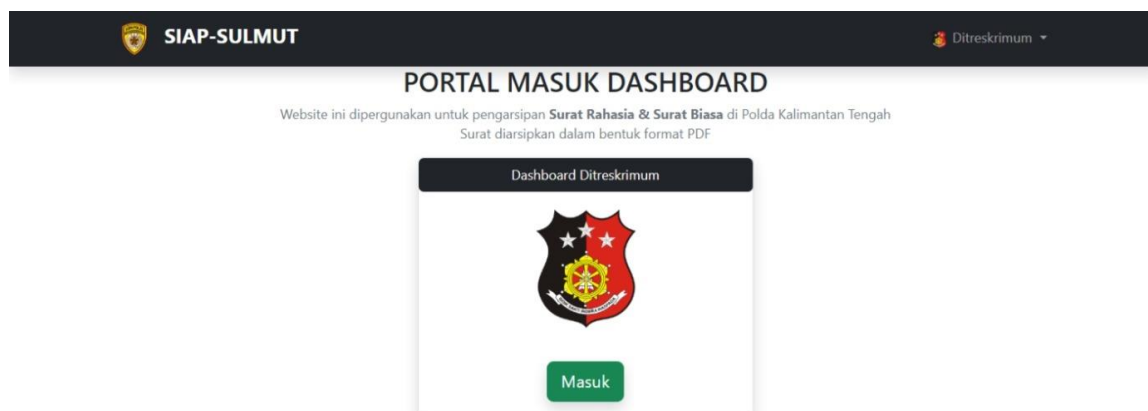 SIAP-SULMUT
Ditreskrimum
PORTAL MASUK DASHBOARD
Website ini dipergunakan untuk pengarsipan Surat Rahasia & Surat Biasa di Polda Kalimantan Tengah
Surat diarsipkan dalam bentuk format PDF
Dashboard Ditreskrimum
Masuk